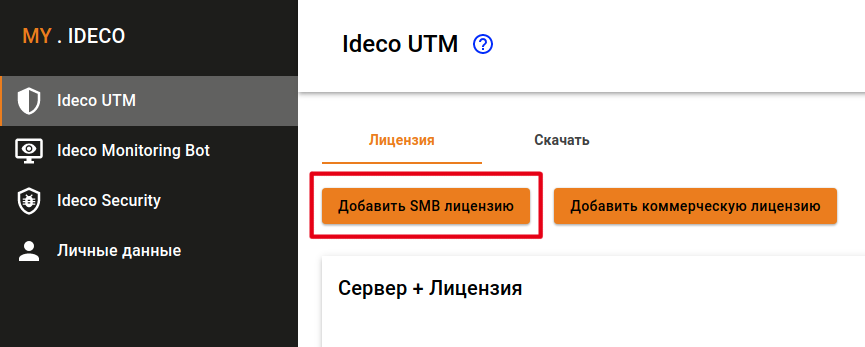 MY . IDECO
Ideco UTM
Ideco Monitoring Bot
Ideco Security
Личные данные
Ideco UTM ?
Лицензия Скачать
Добавить SMB лицензию Добавить коммерческую лицензию
Сервер + Лицензия